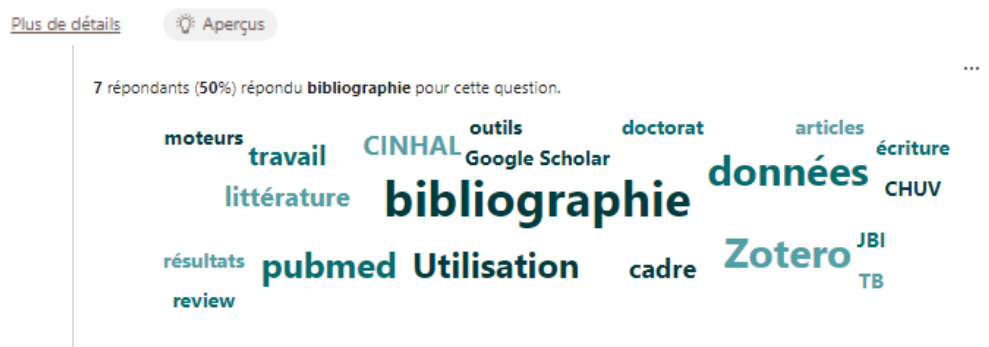 Plus de détails
Aperçus
...
7 répondants (50%) répondu bibliographie pour cette question.
outils
doctorat
articles
moteurs
CINHAL
écriture
travail
Google Scholar
données
CHUV
littérature
bibliographie
JBI
résultats
pubmed
Utilisation
cadre
Zotero
TB
review